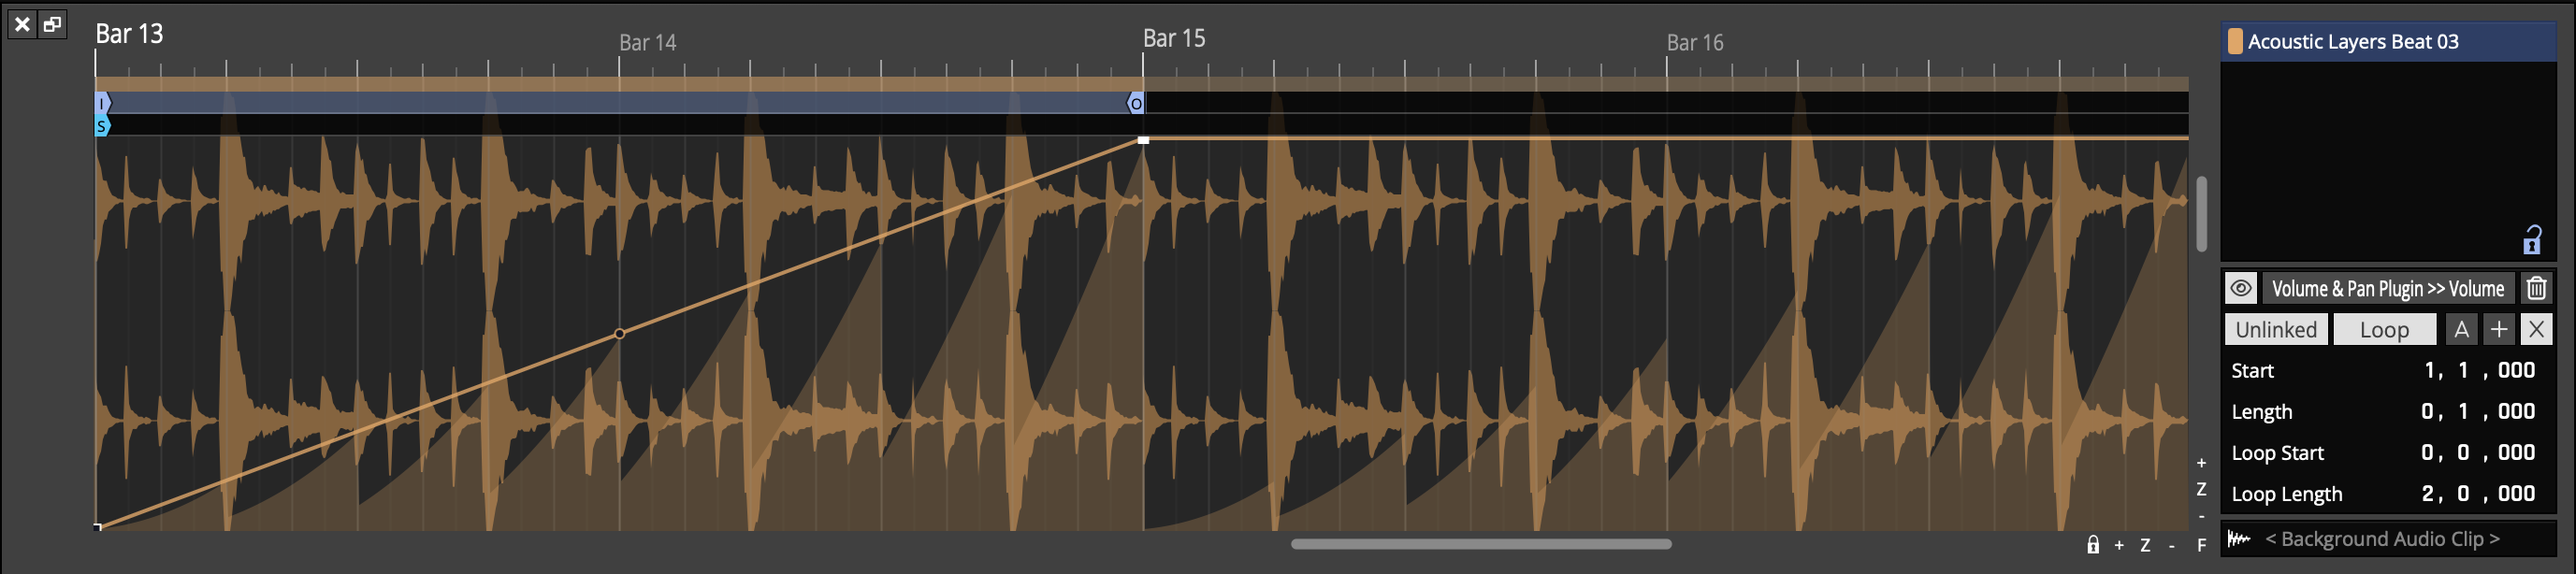 Bar 13
Bar 14
Bar 15
Bar 16
I
O
S
Acoustic Layers Beat 03
Volume & Pan Plugin >> Volume
Unlinked Loop A + X
Start 1, 1, 000
Length 0, 1, 000
Loop Start 0, 0, 000
Loop Length 2, 0, 000
< Background Audio Clip >
+
Z
-
+ Z - F